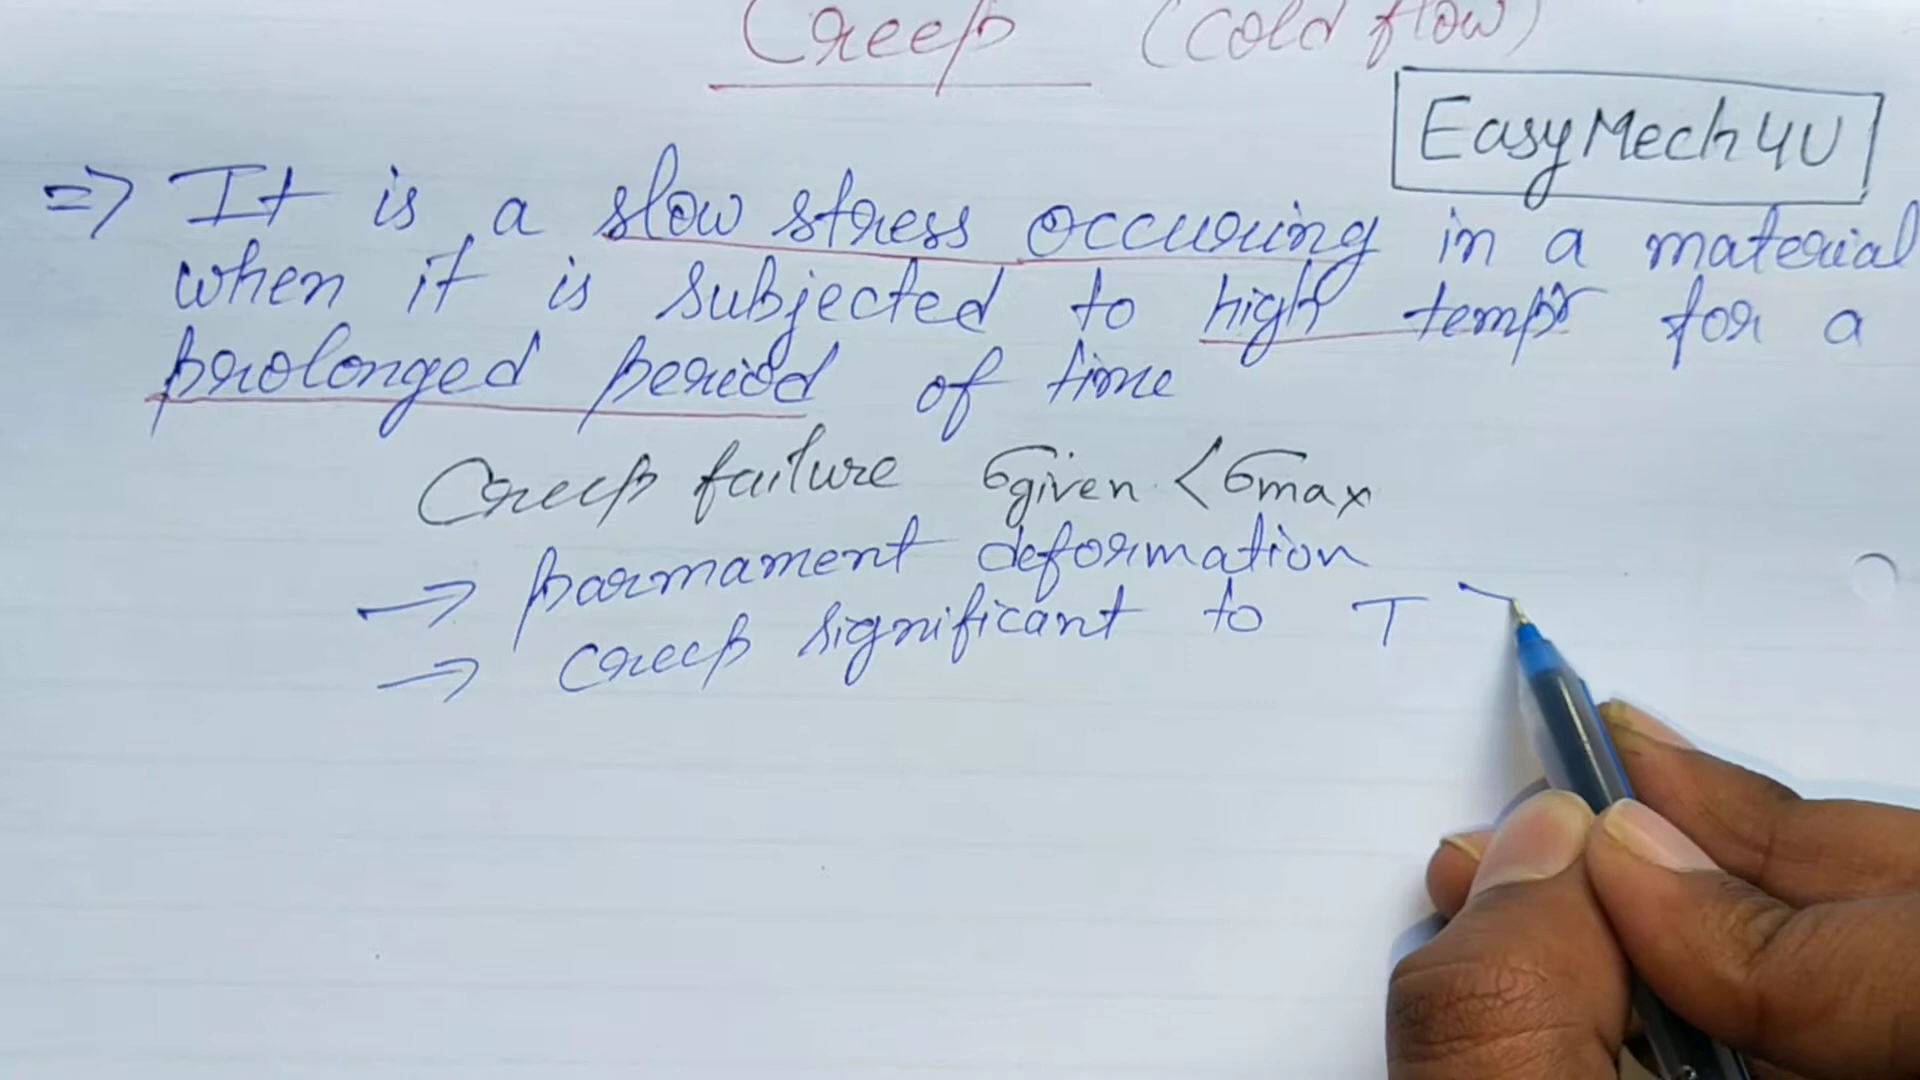 Creep (cold flow)
EasyMech4U
=> It is a slow stress occuring in a material
when it is subjected to high tempr for a
prolonged period of time
Creep failure σgiven < σmax
→ parmament deformation
→ creep significant to T